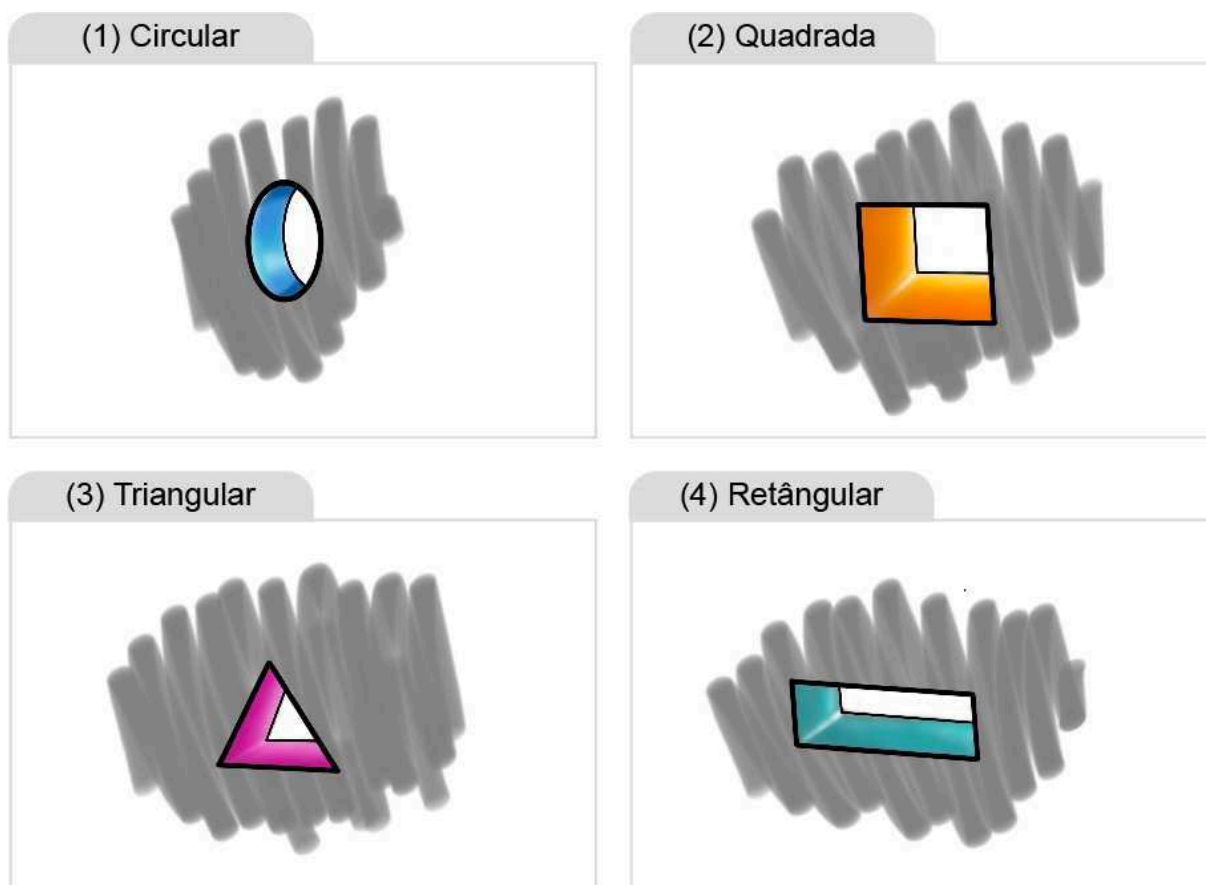 (1) Circular
(2) Quadrada
(3) Triangular
(4) Retângular